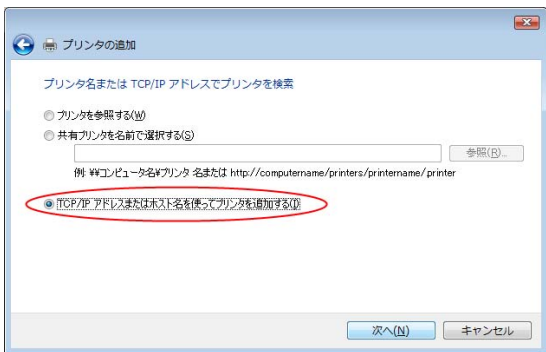 プリンタの追加
プリンタ名または TCP/IP アドレスでプリンタを検索
プリンタを参照する(W)
共有プリンタを名前で選択する(S)
参照(R)...
例: ¥¥コンピュータ名¥プリンタ 名または http://computername/printers/printername/printer
TCP/IP アドレスまたはホスト名を使ってプリンタを追加する(I)
次へ(N)
キャンセル